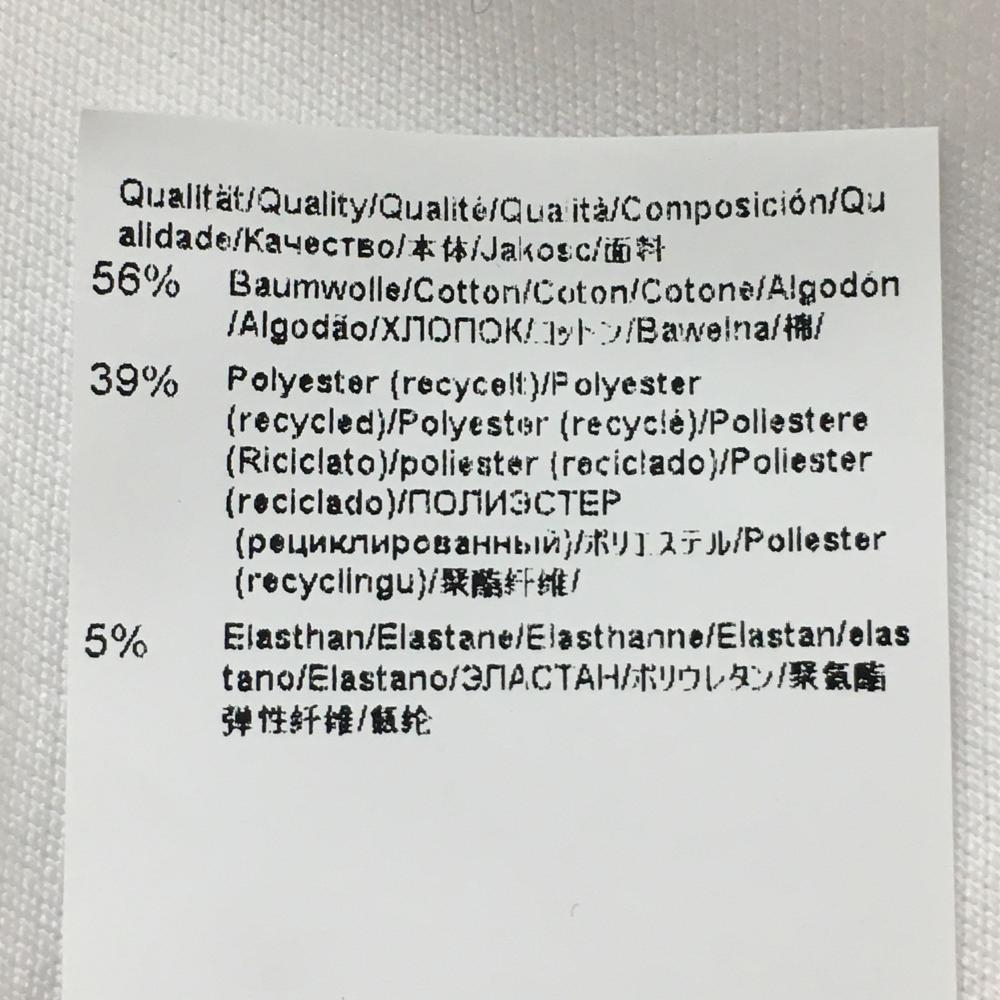 Qualität/Quality/Qualité/Qualità/Composición/Qu
alidade/Качество/本体/Jakosc/面料
56% Baumwolle/Cotton/Coton/Cotone/Algodón
/Algodão/ХЛОПОК/コットン/Bawelna/棉/
39% Polyester (recycelt)/Polyester
(recycled)/Polyester (recyclé)/Poliestere
(Riciclato)/poliester (reciclado)/Poliester
(reciclado)/ПОЛИЭСТЕР
(рециклированный)/ポリエステル/Poliester
(recyclingu)/聚酯纤维/
5% Elasthan/Elastane/Elasthanne/Elastan/elas
tano/Elastano/ЭЛАСТАН/ポリウレタン/聚氨酯
弹性纤维/氨纶